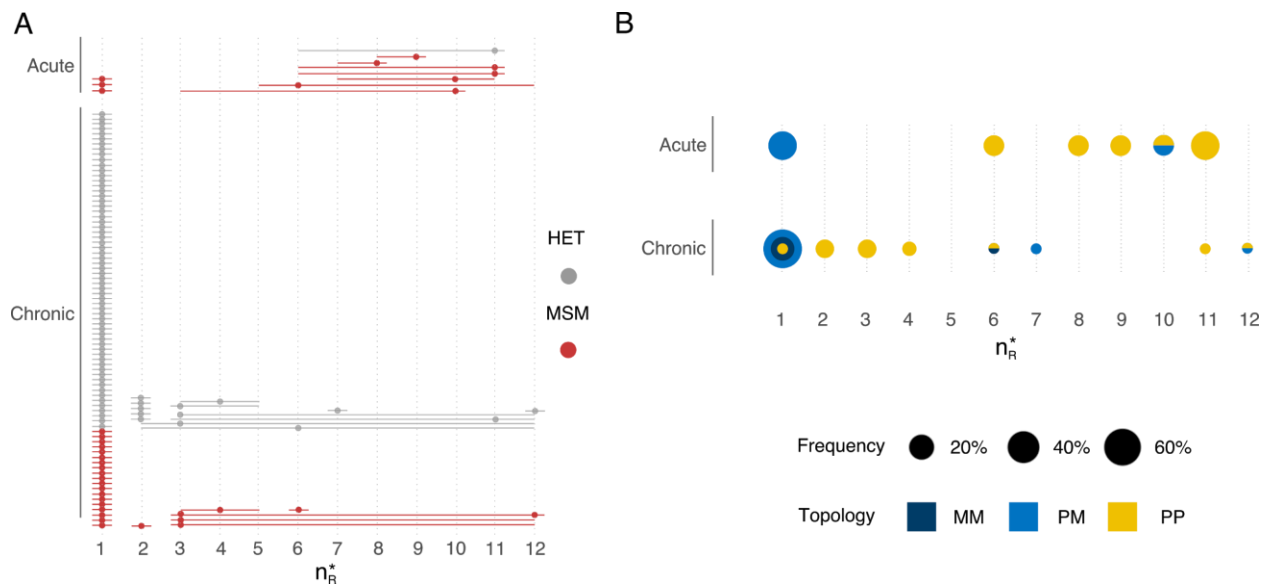 A
Acute
Chronic
HET
MSM
1 2 3 4 5 6 7 8 9 10 11 12
n*R
B
Acute
Chronic
1 2 3 4 5 6 7 8 9 10 11 12
n*R
Frequency 20% 40% 60%
Topology MM PM PP